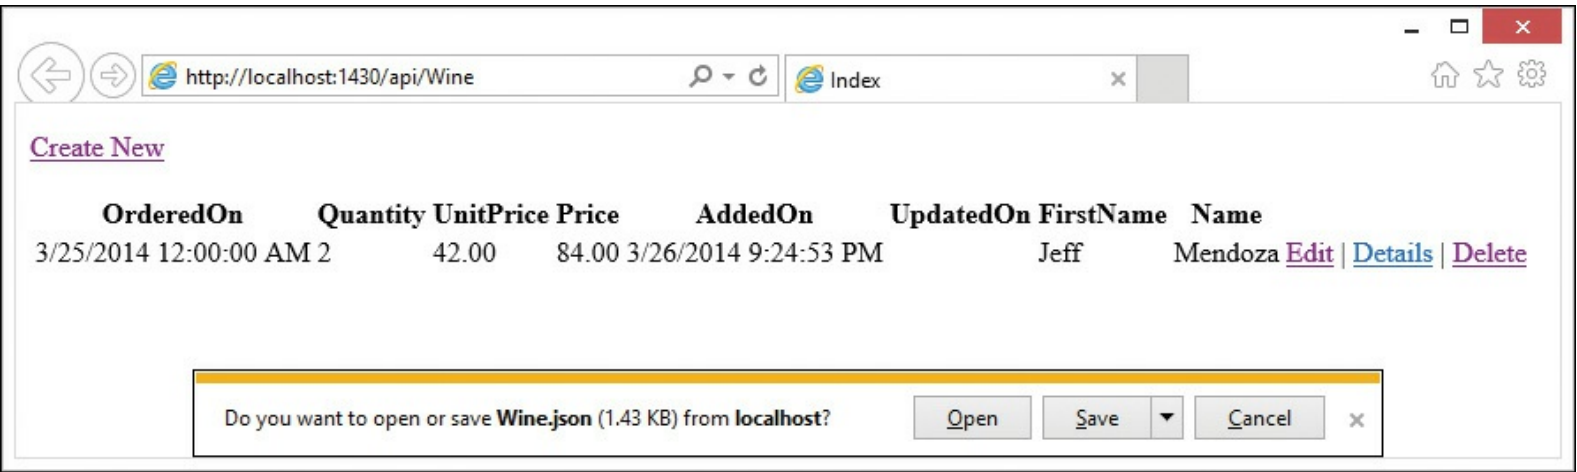 http://localhost:1430/api/Wine
Index
Create New
OrderedOn Quantity UnitPrice Price AddedOn UpdatedOn FirstName Name
3/25/2014 12:00:00 AM 2 42.00 84.00 3/26/2014 9:24:53 PM Jeff Mendoza Edit | Details | Delete
Do you want to open or save Wine.json (1.43 KB) from localhost? Open Save Cancel